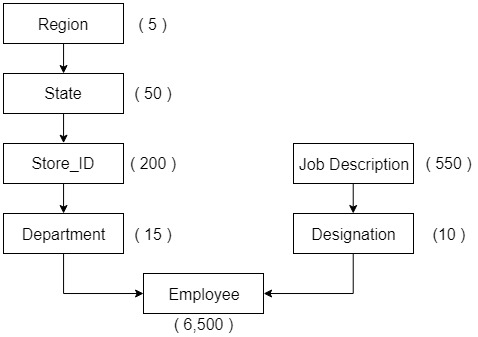 Region ( 5 )
State ( 50 )
Store_ID ( 200 )
Job Description ( 550 )
Department ( 15 )
Designation (10 )
Employee
( 6,500 )